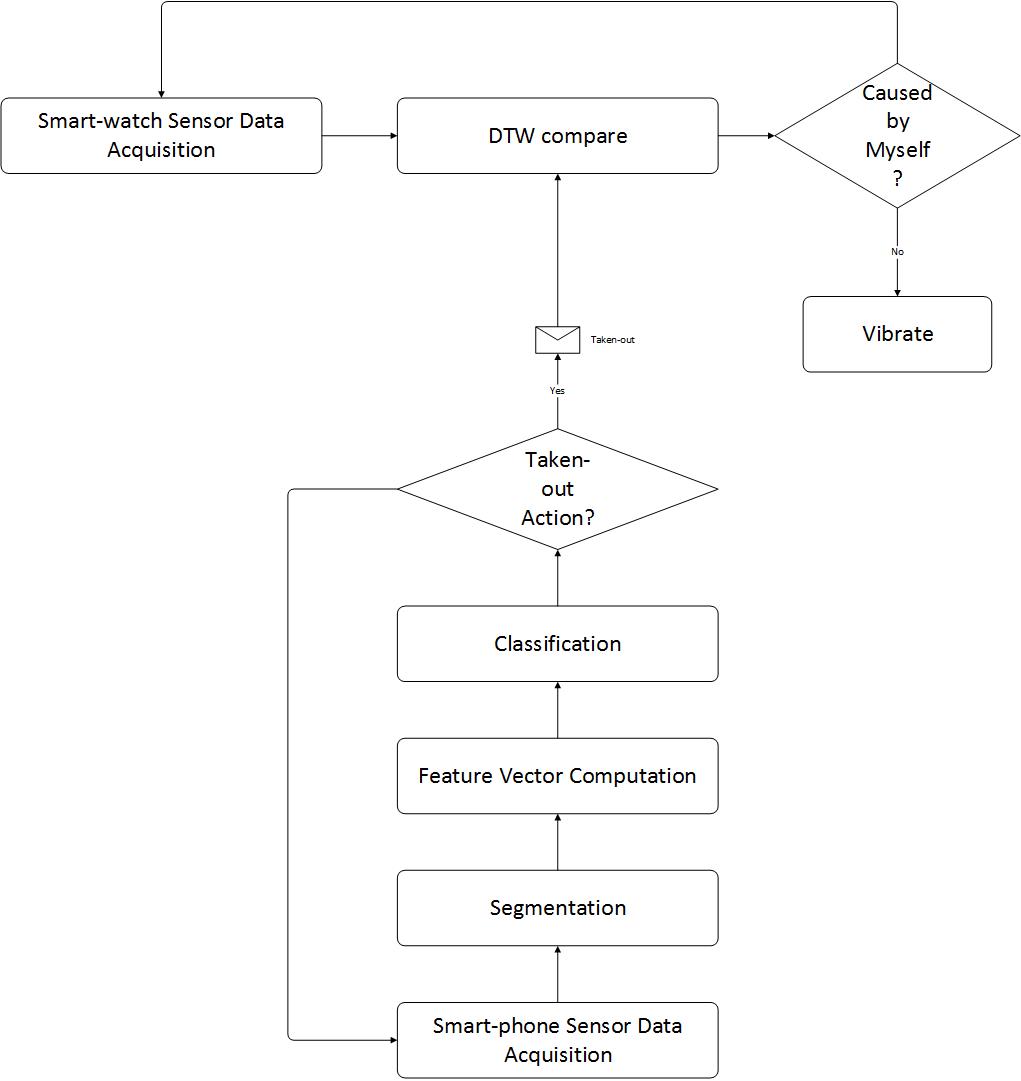 Smart-watch Sensor Data
Acquisition
DTW compare
Caused
by
Myself
?
No
Vibrate
Taken-out
Yes
Taken-
out
Action?
Classification
Feature Vector Computation
Segmentation
Smart-phone Sensor Data
Acquisition